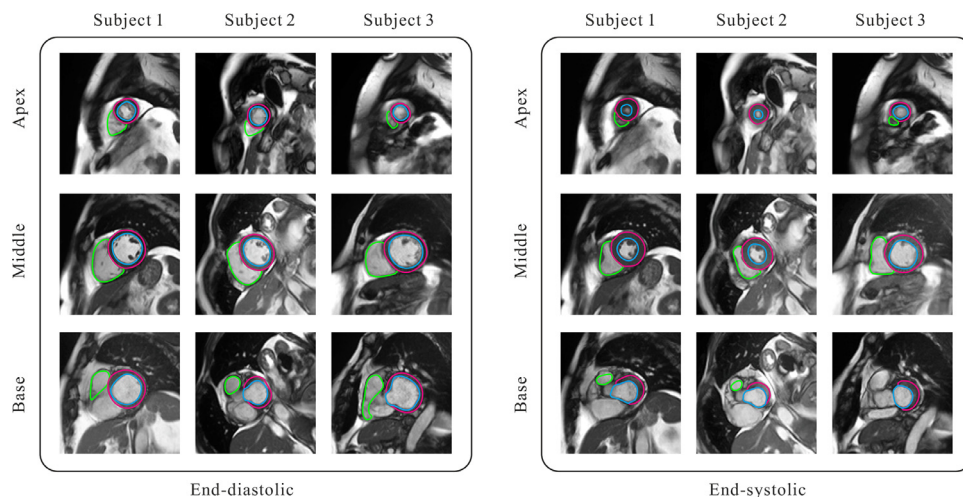 Subject 1 Subject 2 Subject 3 Subject 1 Subject 2 Subject 3
Apex Apex
Middle Middle
Base Base
End-diastolic End-systolic